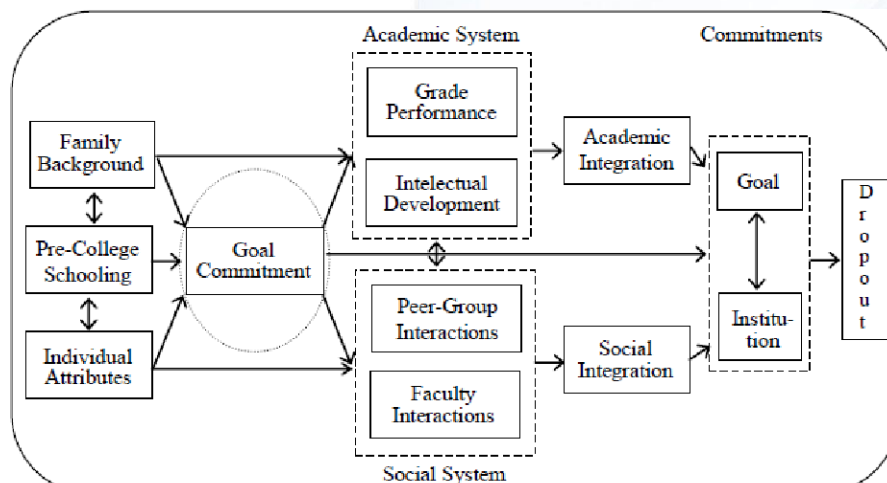 Academic System
Commitments
Grade
Performance
Family
Background
Academic
Integration
Intelectual
Development
Goal
Dropout
Pre-College
Schooling
Goal
Commitment
Peer-Group
Interactions
Institu-
tion
Individual
Attributes
Social
Integration
Faculty
Interactions
Social System